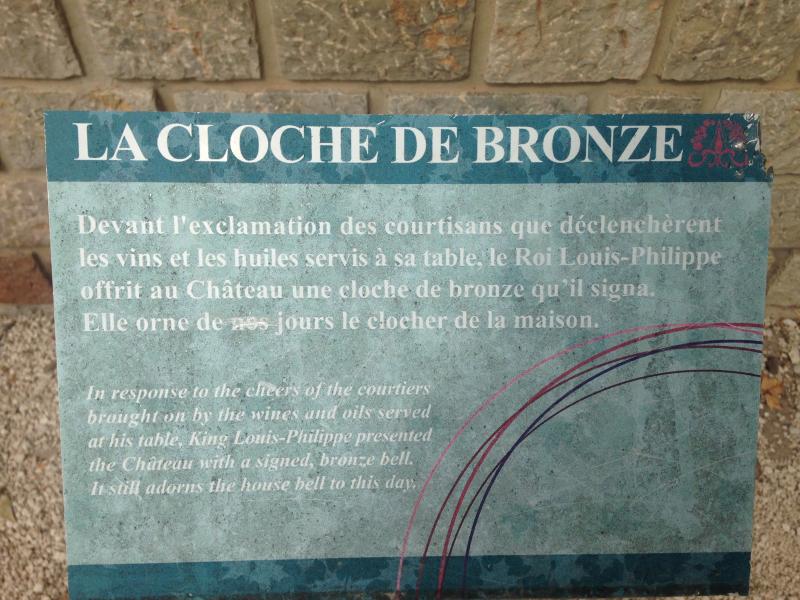 LA CLOCHE DE BRONZE
Devant l'exclamation des courtisans que déclenchèrent
les vins et les huiles servis à sa table, le Roi Louis-Philippe
offrit au Château une cloche de bronze qu'il signa.
Elle orne de nos jours le clocher de la maison.
In response to the cheers of the courtiers
brought on by the wines and oils served
at his table, King Louis-Philippe presented
the Château with a signed, bronze bell.
It still adorns the house bell to this day.